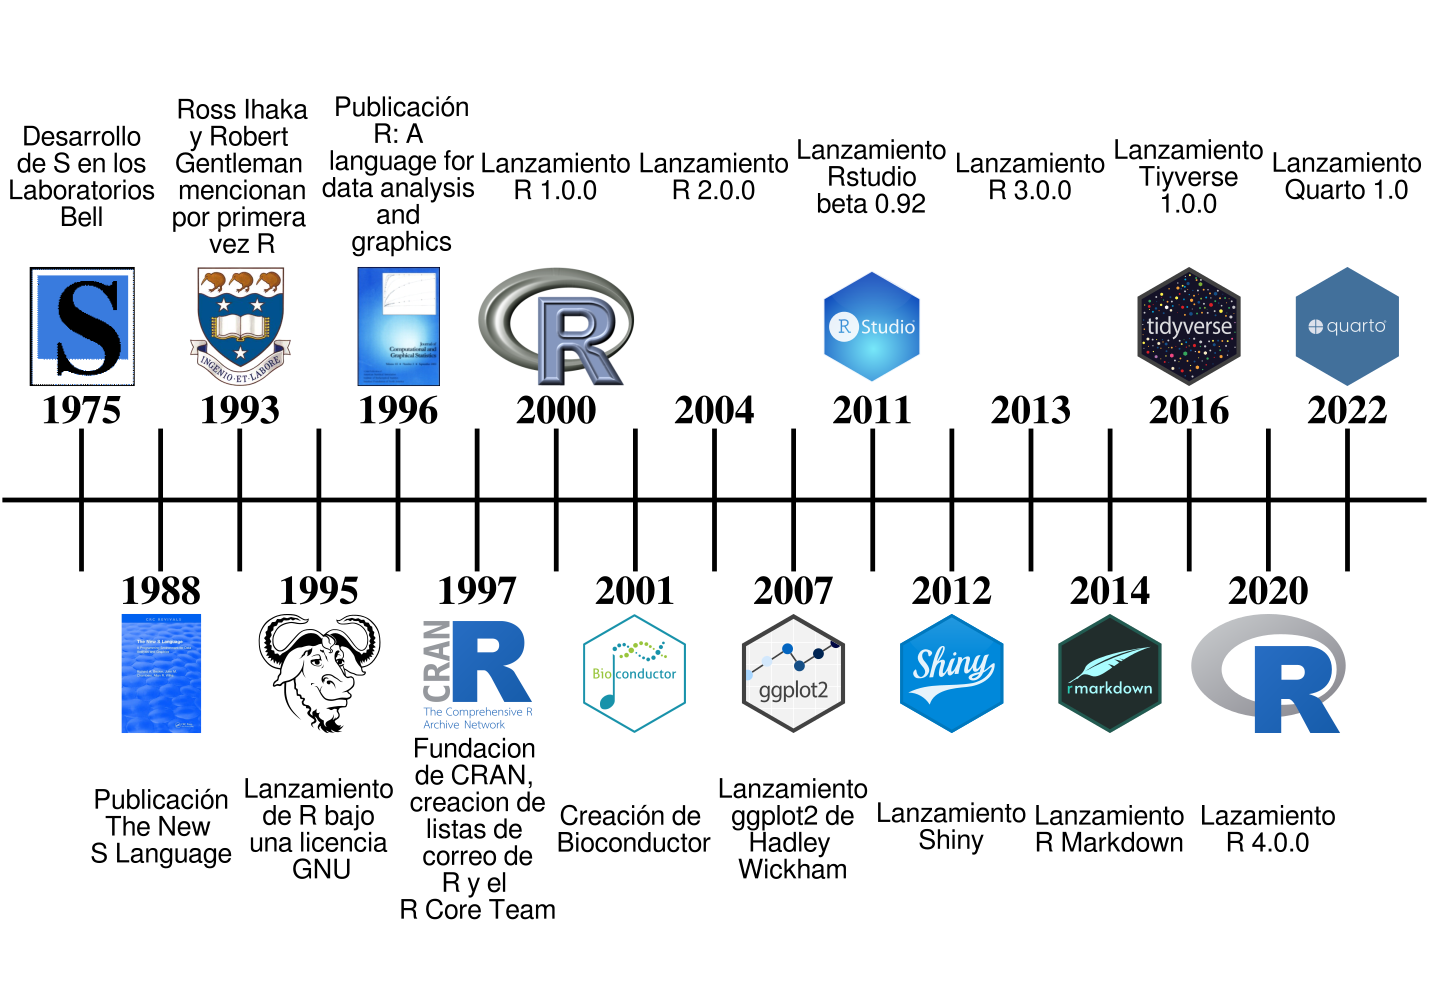 Desarrollo
de S en los
Laboratorios
Bell
S
1975
Ross Ihaka
y Robert
Gentleman
mencionan
por primera
vez R
INGENIO·ET·LABORE
1993
Publicación
R: A
language for
data analysis
and
graphics
Journal of
Computational and
Graphical Statistics
1996
Lanzamiento
R 1.0.0
R
2000
Lanzamiento
R 2.0.0
2004
Lanzamiento
Rstudio
beta 0.92
R Studio
2011
Lanzamiento
R 3.0.0
2013
Lanzamiento
Tiyverse
1.0.0
tidyverse
2016
Lanzamiento
Quarto 1.0
quarto
2022
1988
The New S Language
Publicación
The New
S Language
1995
Lanzamiento
de R bajo
una licencia
GNU
1997
CRAN
R
The Comprehensive R
Archive Network
Fundacion
de CRAN,
creacion de
listas de
correo de
R y el
R Core Team
2001
Bioconductor
Creación de
Bioconductor
2007
ggplot2
Lanzamiento
ggplot2 de
Hadley
Wickham
2012
Shiny
Lanzamiento
Shiny
2014
rmarkdown
Lanzamiento
R Markdown
2020
R
Lazamiento
R 4.0.0